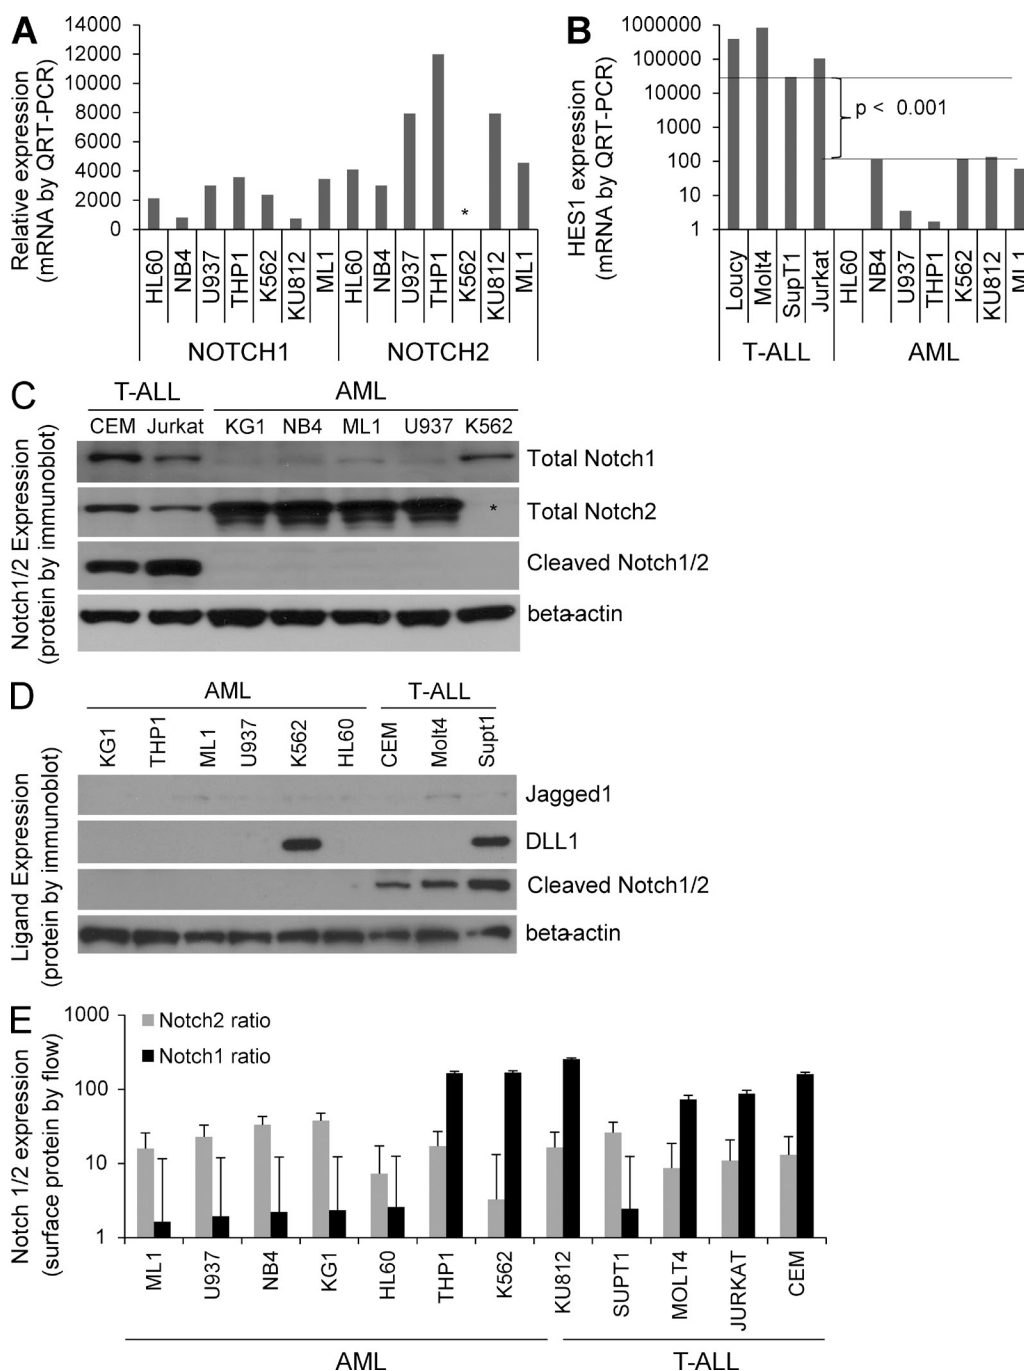 A
Relative expression
(mRNA by QRT-PCR)
14000
12000
10000
8000
6000
4000
2000
0
*
HL60 NB4 U937 THP1 K562 KU812 ML1 HL60 NB4 U937 THP1 K562 KU812 ML1
NOTCH1 NOTCH2
B
HES1 expression
(mRNA by QRT-PCR)
1000000
100000
10000
1000
100
10
1
p < 0.001
Loucy Molt4 SupT1 Jurkat HL60 NB4 U937 THP1 K562 KU812 ML1
T-ALL AML
C
Notch1/2 Expression
(protein by immunoblot)
T-ALL AML
CEM Jurkat KG1 NB4 ML1 U937 K562
Total Notch1
* Total Notch2
Cleaved Notch1/2
beta-actin
D
Ligand Expression
(protein by immunoblot)
AML T-ALL
KG1 THP1 ML1 U937 K562 HL60 CEM Molt4 Supt1
Jagged1
DLL1
Cleaved Notch1/2
beta-actin
E
Notch 1/2 expression
(surface protein by flow)
1000
100
10
1
Notch2 ratio
Notch1 ratio
ML1 U937 NB4 KG1 HL60 THP1 K562 KU812 SUPT1 MOLT4 JURKAT CEM
AML T-ALL